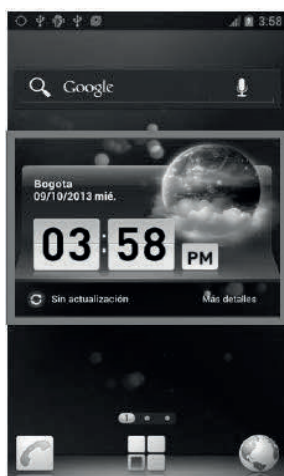 3:58
Google
Bogota
09/10/2013 mié.
03:58 PM
Sin actualización
Más detalles
1